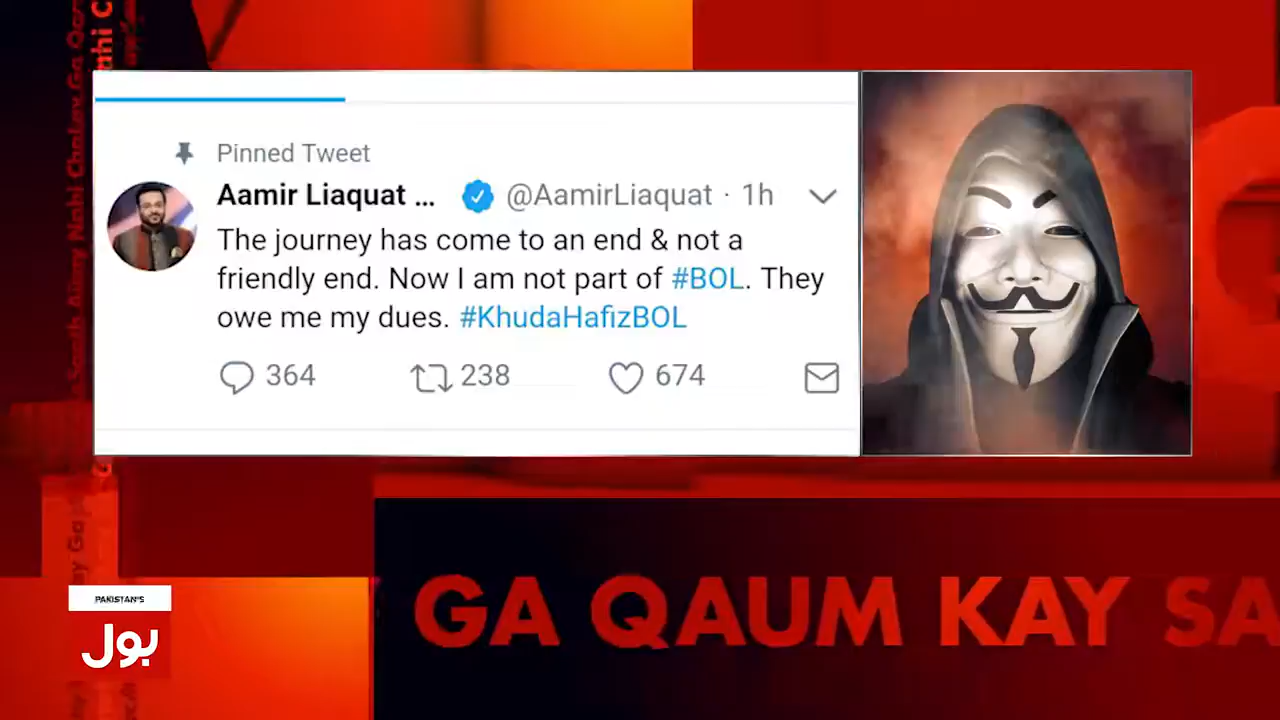 Pinned Tweet
Aamir Liaquat ... @AamirLiaquat · 1h
The journey has come to an end & not a
friendly end. Now I am not part of #BOL. They
owe me my dues. #KhudaHafizBOL
364 238 674
PAKISTAN'S
بول
GA QAUM KAY SA